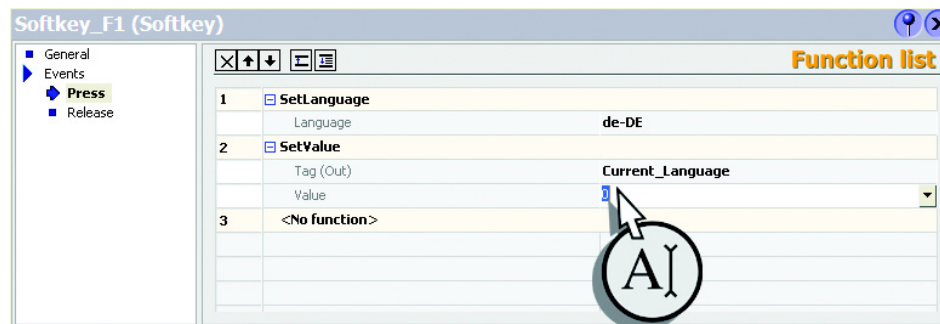 Softkey_F1 (Softkey)
General
Events
Press
Release
Function list
1 SetLanguage
Language de-DE
2 SetValue
Tag (Out) Current_Language
Value 0
3 <No function>
A